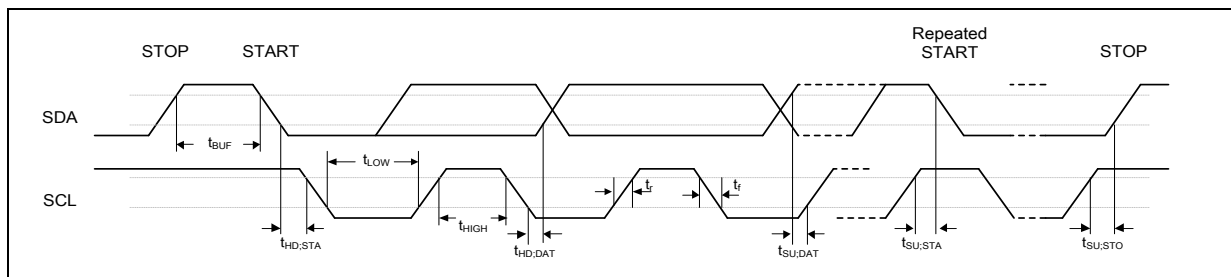 STOP
START
Repeated
START
STOP
SDA
tBUF
tLOW
SCL
tHD;STA
tHIGH
tHD;DAT
tr
tf
tSU;DAT
tSU;STA
tSU;STO